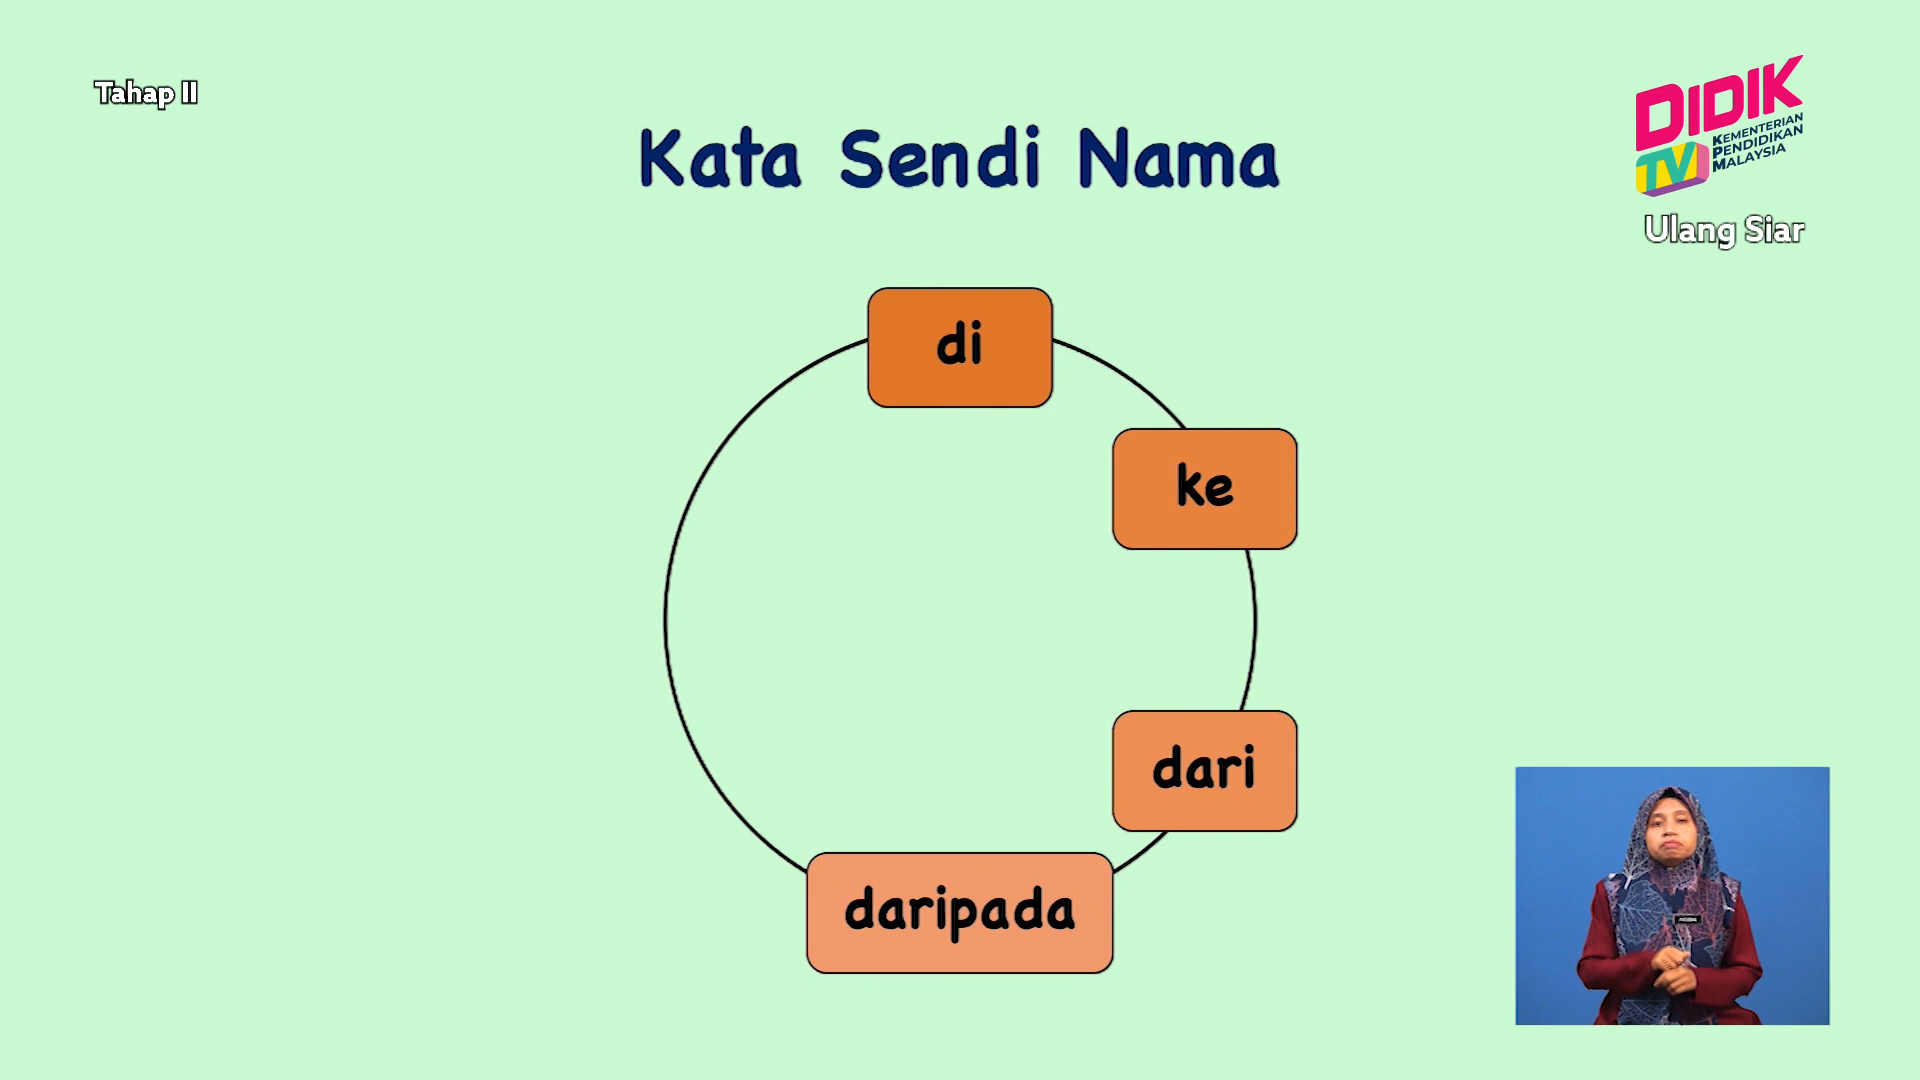 Tahap II
DIDIK
TV
KEMENTERIAN
PENDIDIKAN
MALAYSIA
Ulang Siar
Kata Sendi Nama
di
ke
dari
daripada